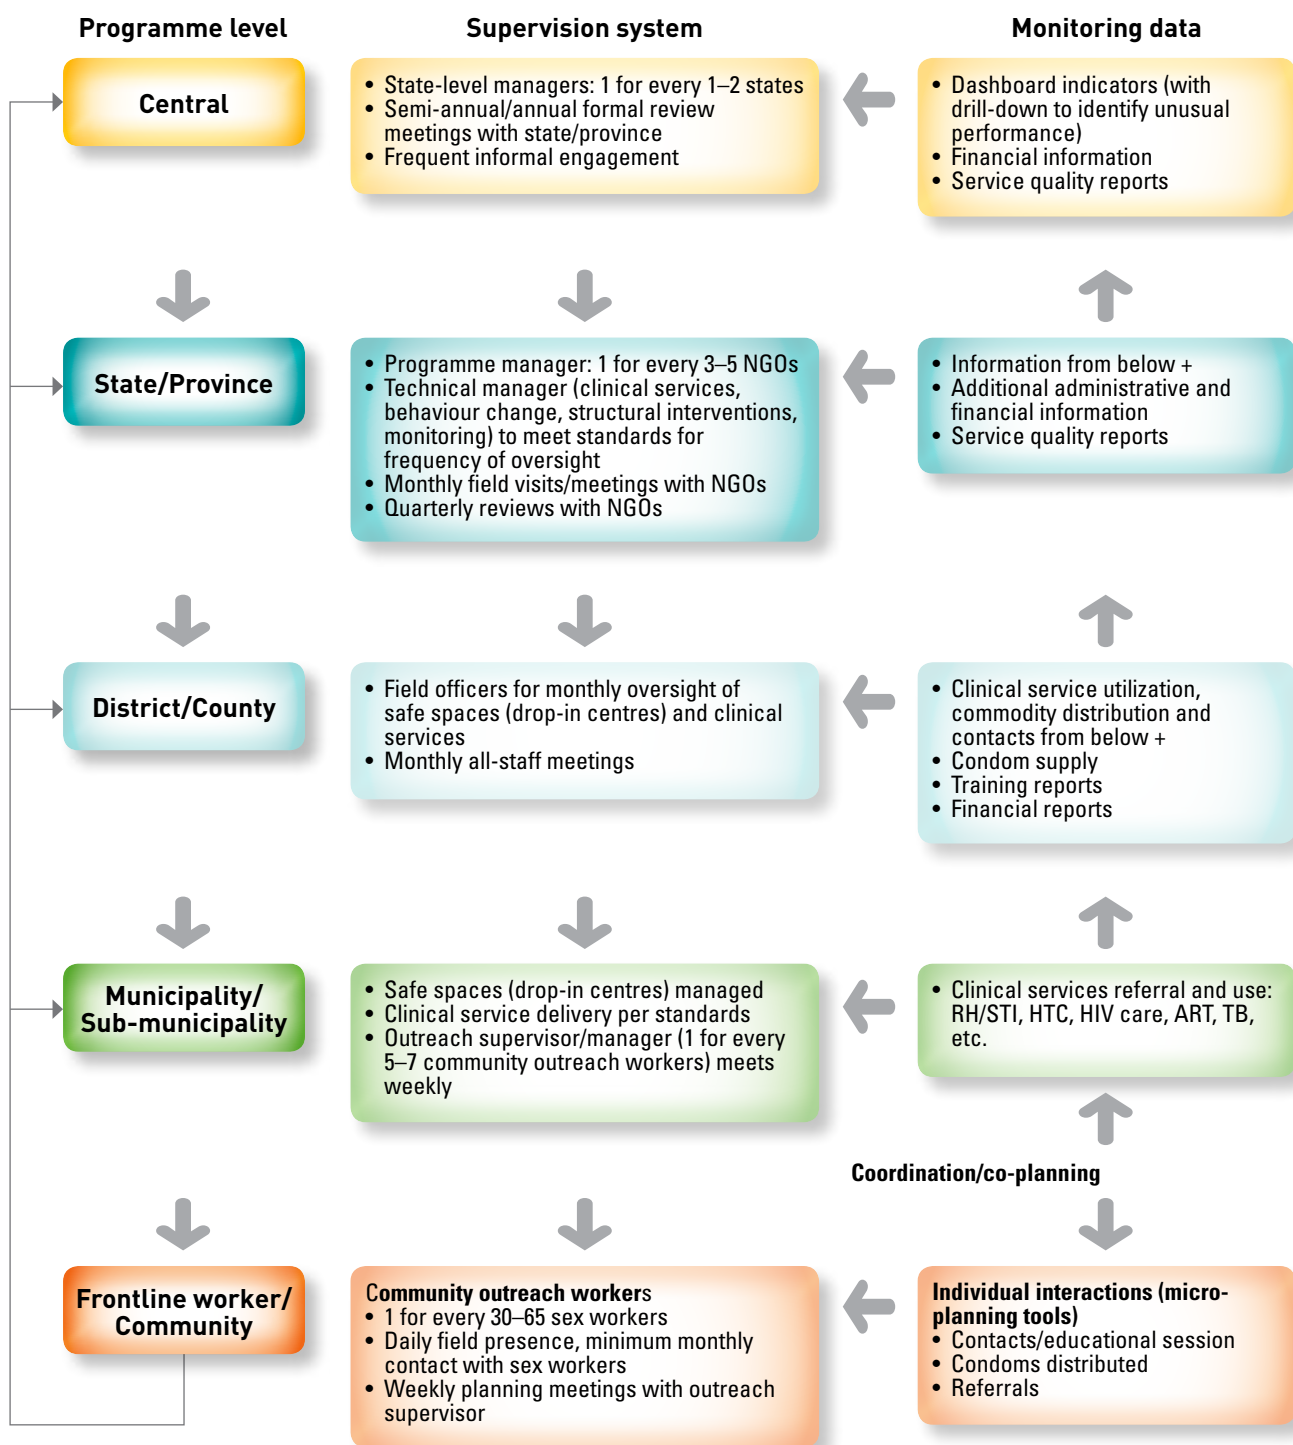 Programme level
Supervision system
Monitoring data
Central
• State-level managers: 1 for every 1–2 states
• Semi-annual/annual formal review
meetings with state/province
• Frequent informal engagement
• Dashboard indicators (with
drill-down to identify unusual
performance)
• Financial information
• Service quality reports
State/Province
• Programme manager: 1 for every 3–5 NGOs
• Technical manager (clinical services,
behaviour change, structural interventions,
monitoring) to meet standards for
frequency of oversight
• Monthly field visits/meetings with NGOs
• Quarterly reviews with NGOs
• Information from below +
• Additional administrative and
financial information
• Service quality reports
District/County
• Field officers for monthly oversight of
safe spaces (drop-in centres) and clinical
services
• Monthly all-staff meetings
• Clinical service utilization,
commodity distribution and
contacts from below +
• Condom supply
• Training reports
• Financial reports
Municipality/
Sub-municipality
• Safe spaces (drop-in centres) managed
• Clinical service delivery per standards
• Outreach supervisor/manager (1 for every
5–7 community outreach workers) meets
weekly
• Clinical services referral and use:
RH/STI, HTC, HIV care, ART, TB,
etc.
Coordination/co-planning
Frontline worker/
Community
Community outreach workers
• 1 for every 30–65 sex workers
• Daily field presence, minimum monthly
contact with sex workers
• Weekly planning meetings with outreach
supervisor
Individual interactions (micro-
planning tools)
• Contacts/educational session
• Condoms distributed
• Referrals